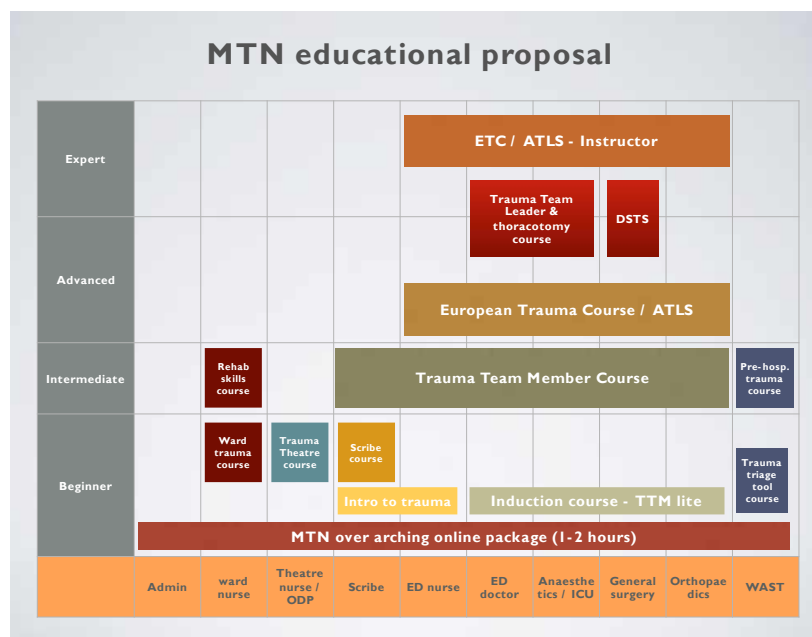 MTN educational proposal
Expert
ETC / ATLS - Instructor
Trauma Team
Leader &
thoracotomy
course
DSTS
Advanced
European Trauma Course / ATLS
Intermediate
Rehab
skills
course
Trauma Team Member Course
Pre-hosp.
trauma
course
Beginner
Ward
trauma
course
Trauma
Theatre
course
Scribe
course
Trauma
triage
tool
course
Intro to trauma
Induction course - TTM lite
MTN over arching online package (1-2 hours)
Admin
ward
nurse
Theatre
nurse /
ODP
Scribe
ED nurse
ED
doctor
Anaesthe
tics / ICU
General
surgery
Orthopae
dics
WAST